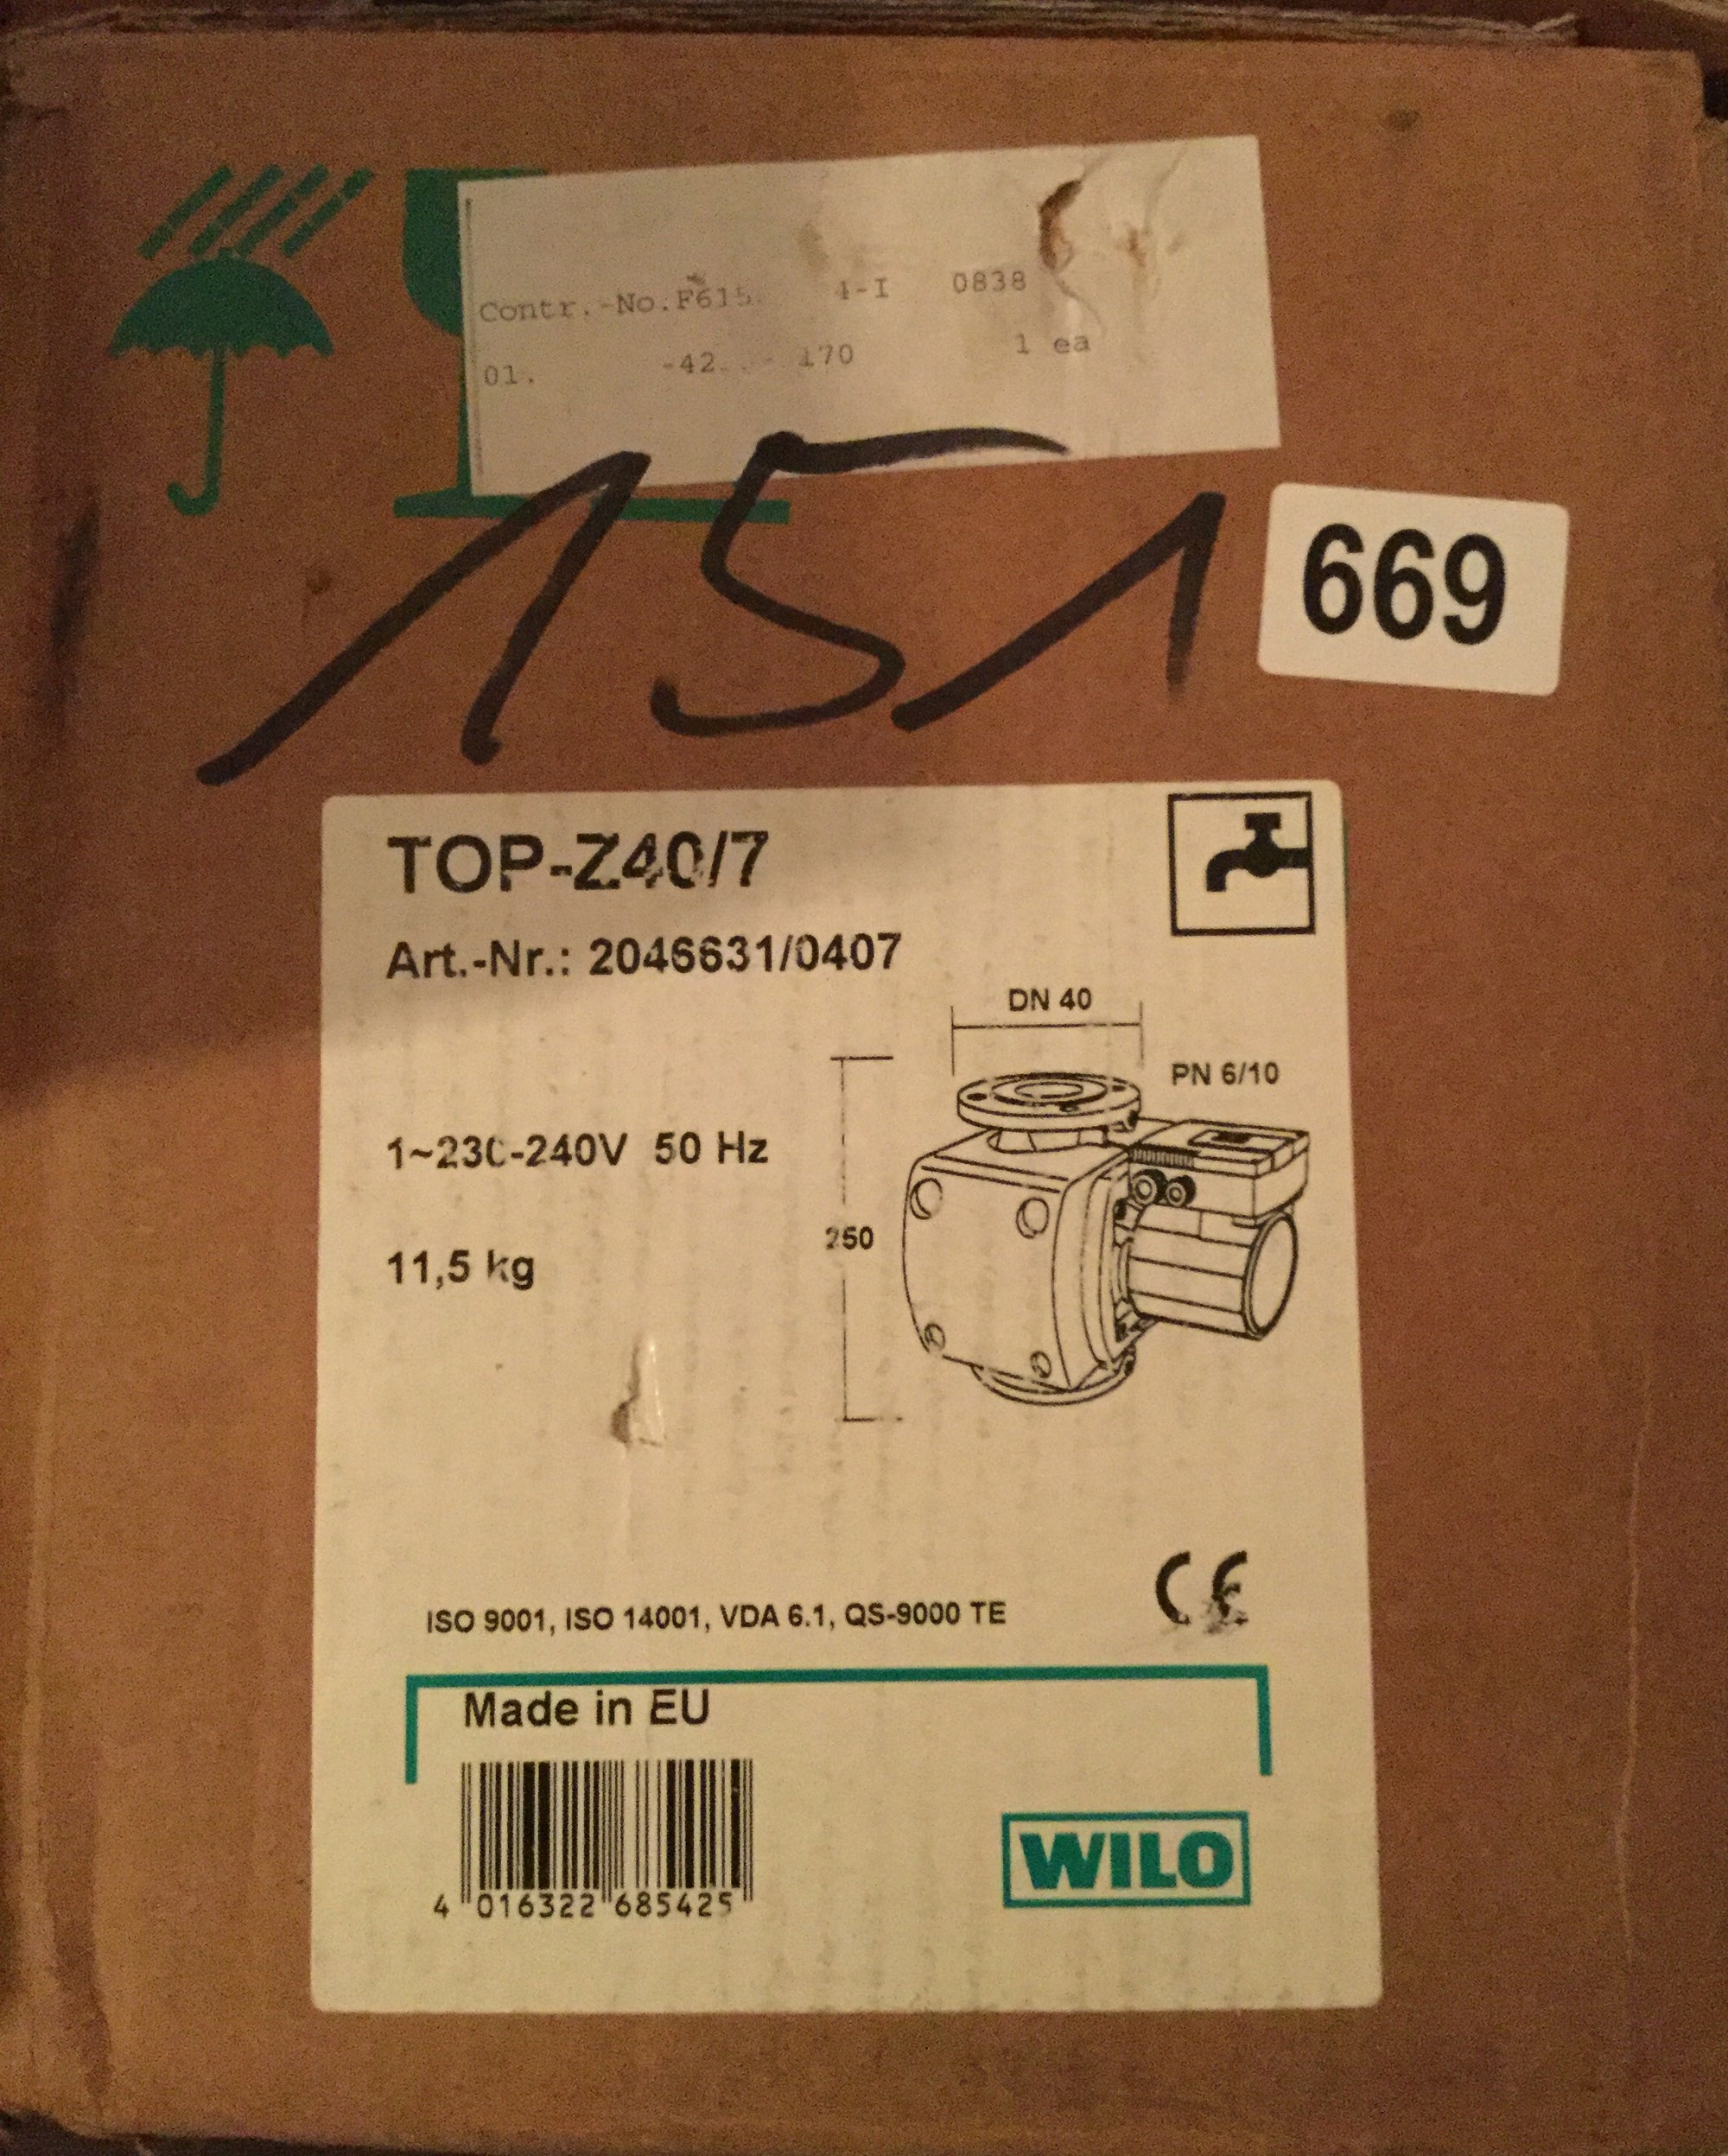 Contr.-No.F615 4-I 0838
01. -42 - 170 1 ea
151
669
TOP-Z40/7
Art.-Nr.: 2046631/0407
DN 40
PN 6/10
1~230-240V 50 Hz
250
11,5 kg
ISO 9001, ISO 14001, VDA 6.1, QS-9000 TE
CE
Made in EU
4 016322 685425
WILO